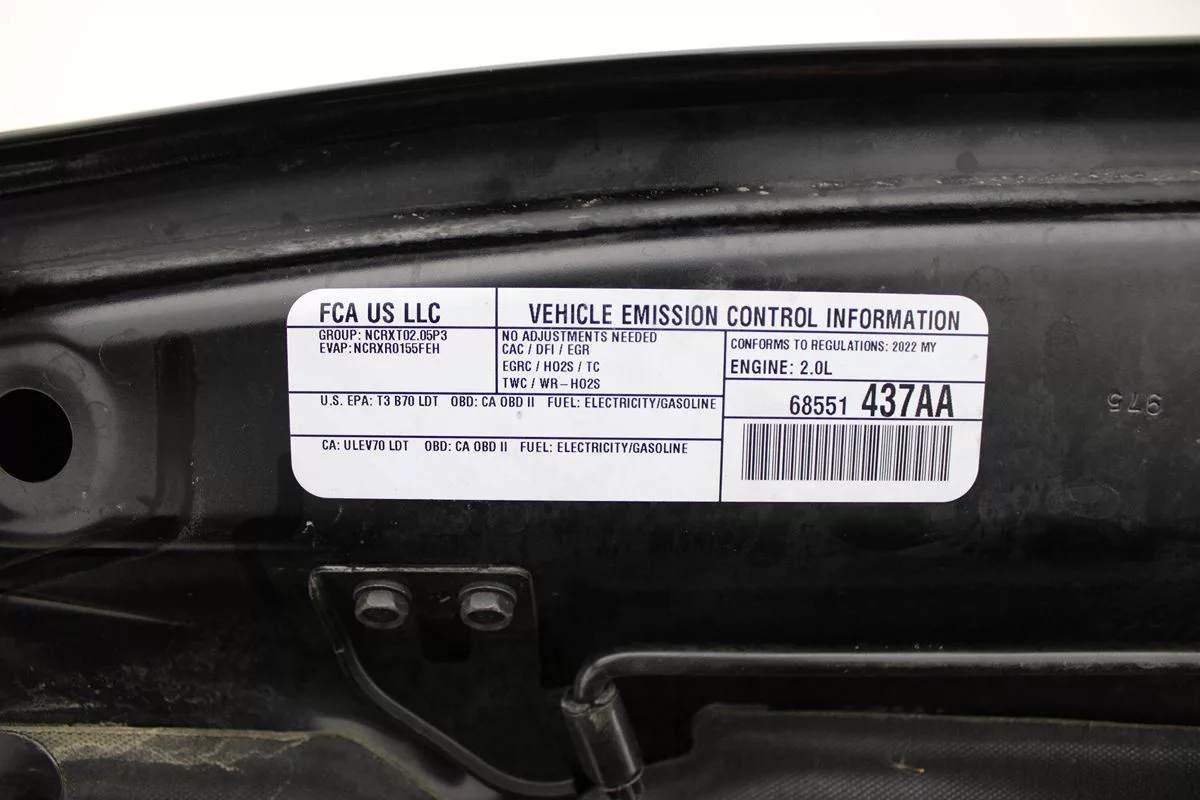 FCA US LLC
VEHICLE EMISSION CONTROL INFORMATION
GROUP: NCRXT02.05P3
EVAP: NCRXR0155FEH
NO ADJUSTMENTS NEEDED
CAC / DFI / EGR
EGRC / HO2S / TC
TWC / WR-HO2S
CONFORMS TO REGULATIONS: 2022 MY
ENGINE: 2.0L
68551 437AA
U.S. EPA: T3 B70 LDT OBD: CA OBD II FUEL: ELECTRICITY/GASOLINE
CA: ULEV70 LDT OBD: CA OBD II FUEL: ELECTRICITY/GASOLINE
975